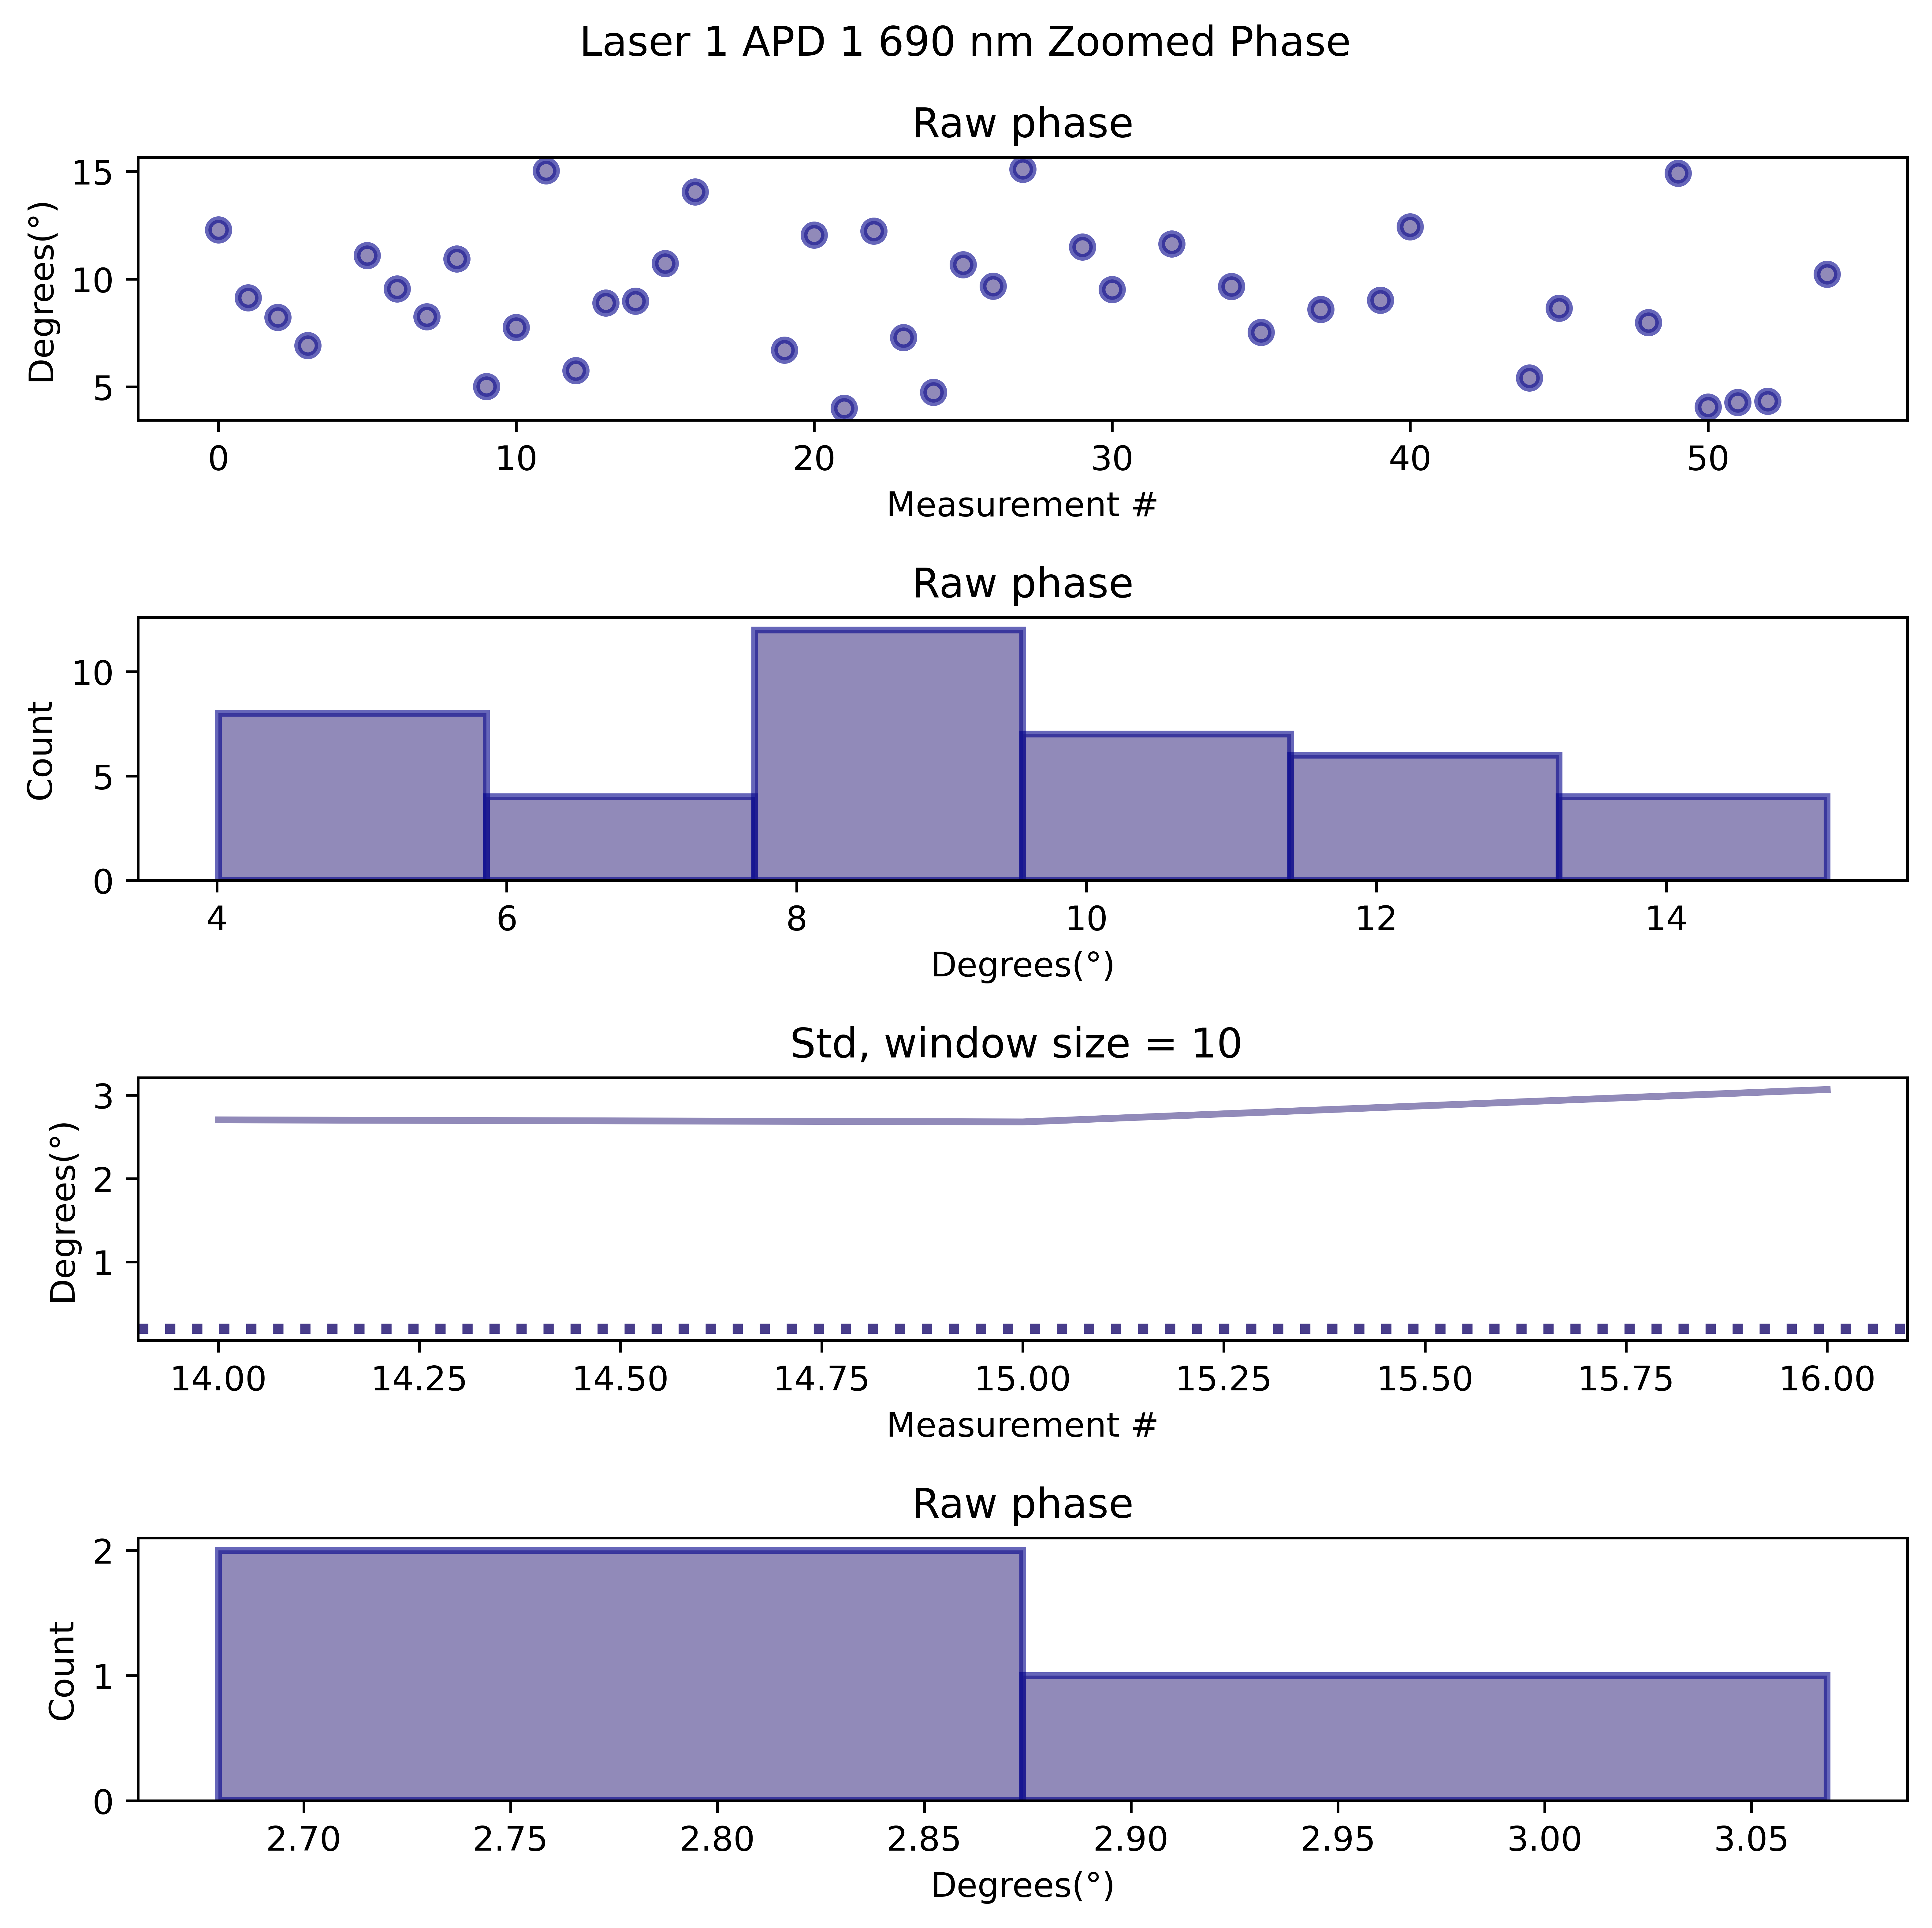 Laser 1 APD 1 690 nm Zoomed Phase
Raw phase
15
10
5
Degrees(°)
0 10 20 30 40 50
Measurement #
Raw phase
10
5
0
Count
4 6 8 10 12 14
Degrees(°)
Std, window size = 10
3
2
1
Degrees(°)
14.00 14.25 14.50 14.75 15.00 15.25 15.50 15.75 16.00
Measurement #
Raw phase
2
1
0
Count
2.70 2.75 2.80 2.85 2.90 2.95 3.00 3.05
Degrees(°)